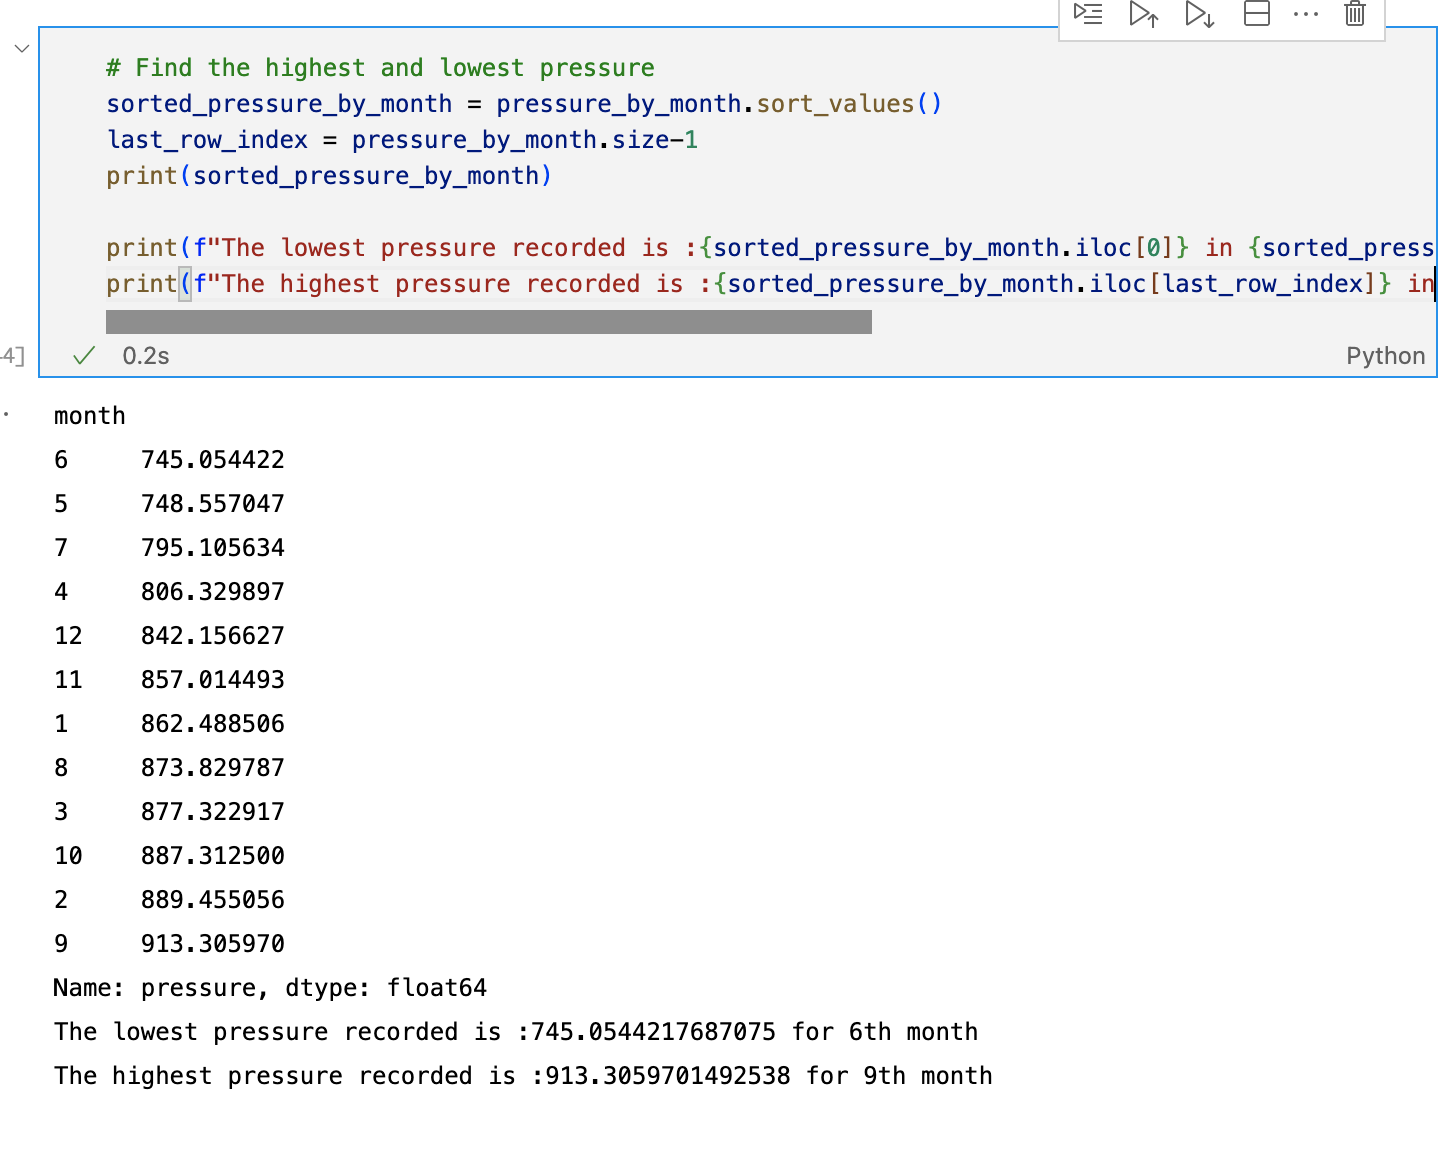 # Find the highest and lowest pressure
sorted_pressure_by_month = pressure_by_month.sort_values()
last_row_index = pressure_by_month.size-1
print(sorted_pressure_by_month)
print(f"The lowest pressure recorded is :{sorted_pressure_by_month.iloc[0]} in {sorted_press
print(f"The highest pressure recorded is :{sorted_pressure_by_month.iloc[last_row_index]} in
4]
0.2s
Python
month
6 745.054422
5 748.557047
7 795.105634
4 806.329897
12 842.156627
11 857.014493
1 862.488506
8 873.829787
3 877.322917
10 887.312500
2 889.455056
9 913.305970
Name: pressure, dtype: float64
The lowest pressure recorded is :745.0544217687075 for 6th month
The highest pressure recorded is :913.3059701492538 for 9th month